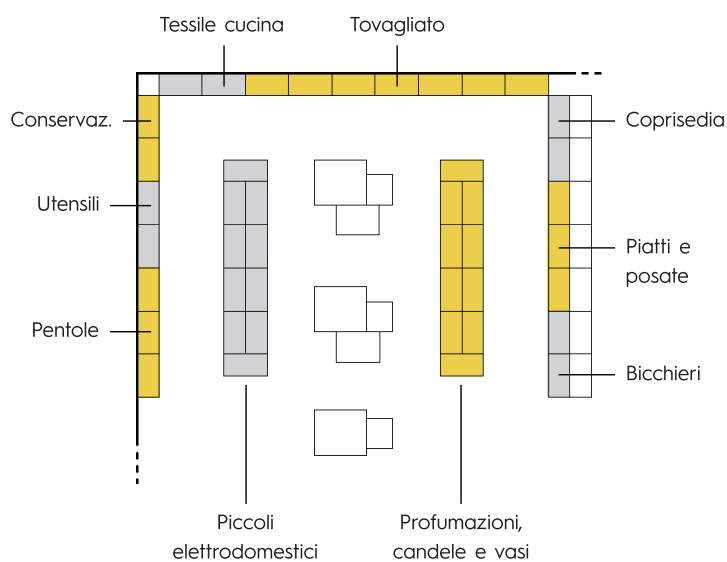 Tessile cucina
Tovagliato
Conservaz.
Coprisedia
Utensili
Piatti e
posate
Pentole
Bicchieri
Piccoli
elettrodomestici
Profumazioni,
candele e vasi